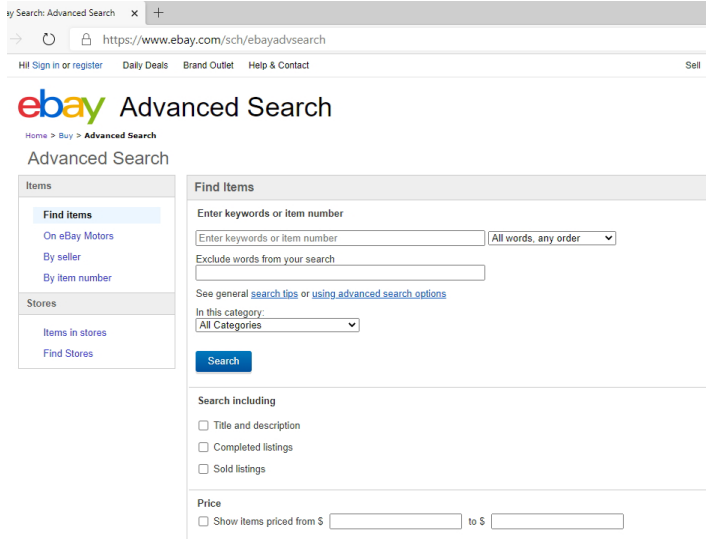 ay Search: Advanced Search
https://www.ebay.com/sch/ebayadvsearch
Hi! Sign in or register Daily Deals Brand Outlet Help & Contact Sell
ebay Advanced Search
Home > Buy > Advanced Search
Advanced Search
Items
Find items
On eBay Motors
By seller
By item number
Stores
Items in stores
Find Stores
Find Items
Enter keywords or item number
Enter keywords or item number All words, any order
Exclude words from your search
See general search tips or using advanced search options
In this category:
All Categories
Search
Search including
Title and description
Completed listings
Sold listings
Price
Show items priced from $ to $